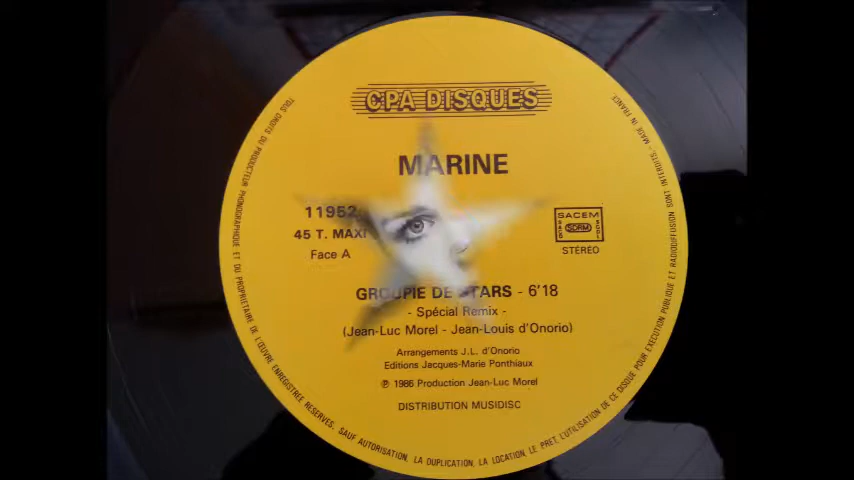 CPA DISQUES
MARINE
11952
45 T. MAXI
Face A
SACEM
SDRM
STÉRÉO
GROUPIE DE STARS - 6'18
- Spécial Remix -
(Jean-Luc Morel - Jean-Louis d'Onorio)
Arrangements J.L. d'Onorio
Editions Jacques-Marie Ponthiaux
℗ 1986 Production Jean-Luc Morel
DISTRIBUTION MUSIDISC
TOUS DROITS DU PRODUCTEUR PHONOGRAPHIQUE ET DU PROPRIETAIRE DE L'ŒUVRE ENREGISTREE RESERVES. SAUF AUTORISATION, LA DUPLICATION, LA LOCATION, LE PRET, L'UTILISATION DE CE DISQUE POUR EXECUTION PUBLIQUE ET RADIODIFFUSION SONT INTERDITS. - MADE IN FRANCE.